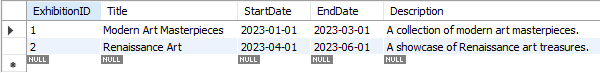 ExhibitionID Title StartDate EndDate Description
1 Modern Art Masterpieces 2023-01-01 2023-03-01 A collection of modern art masterpieces.
2 Renaissance Art 2023-04-01 2023-06-01 A showcase of Renaissance art treasures.
NULL NULL NULL NULL NULL